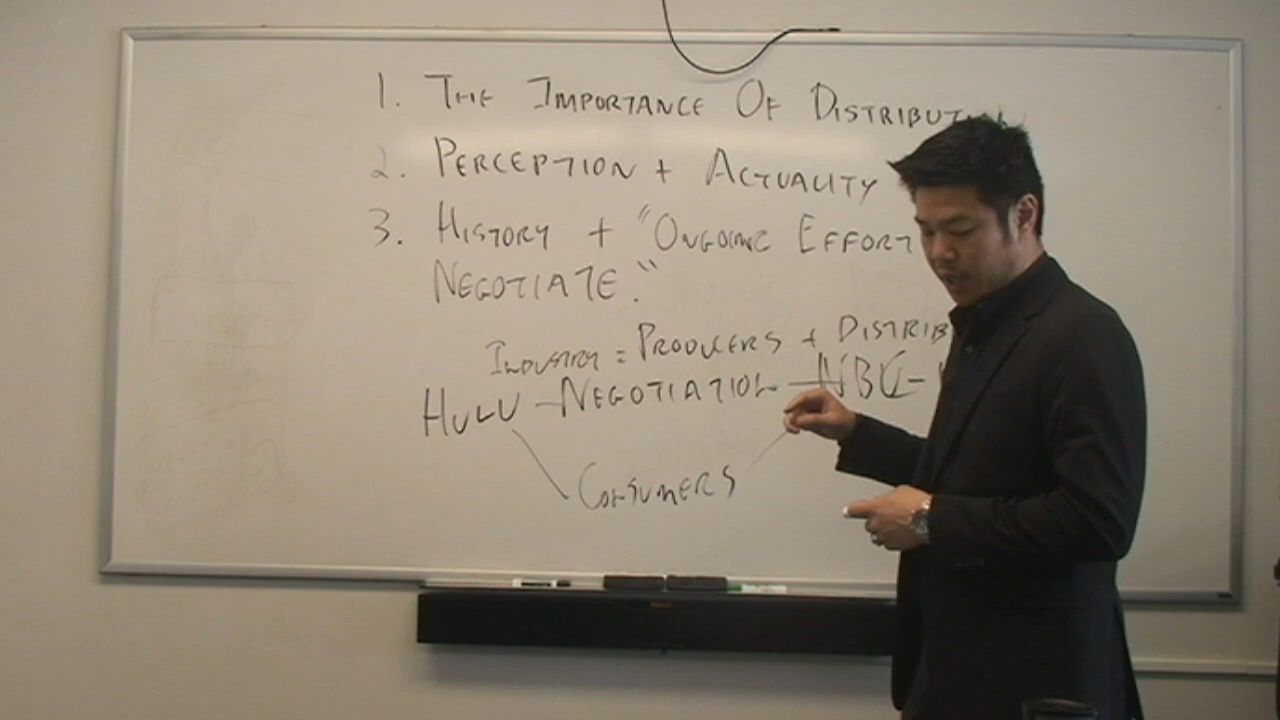 1. THE IMPORTANCE OF DISTRIBUTI
2. PERCEPTION + ACTUALITY
3. HISTORY + "ONGOING EFFORT
NEGOTIATE."
INDUSTRY = PRODUCERS + DISTRIB
HULU - NEGOTIATION - NBC -
CONSUMERS